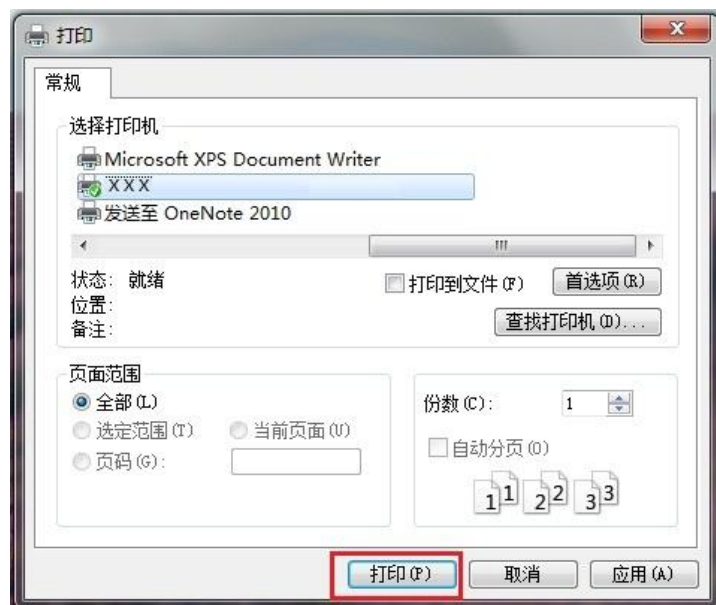 打印
常规
选择打印机
Microsoft XPS Document Writer
XXX
发送至 OneNote 2010
状态: 就绪
打印到文件(F)
首选项(R)
位置:
备注:
查找打印机(D)...
页面范围
全部(L)
选定范围(T)
当前页面(U)
页码(G):
份数(C):
1
自动分页(O)
1 1 2 2 3 3
打印(P)
取消
应用(A)